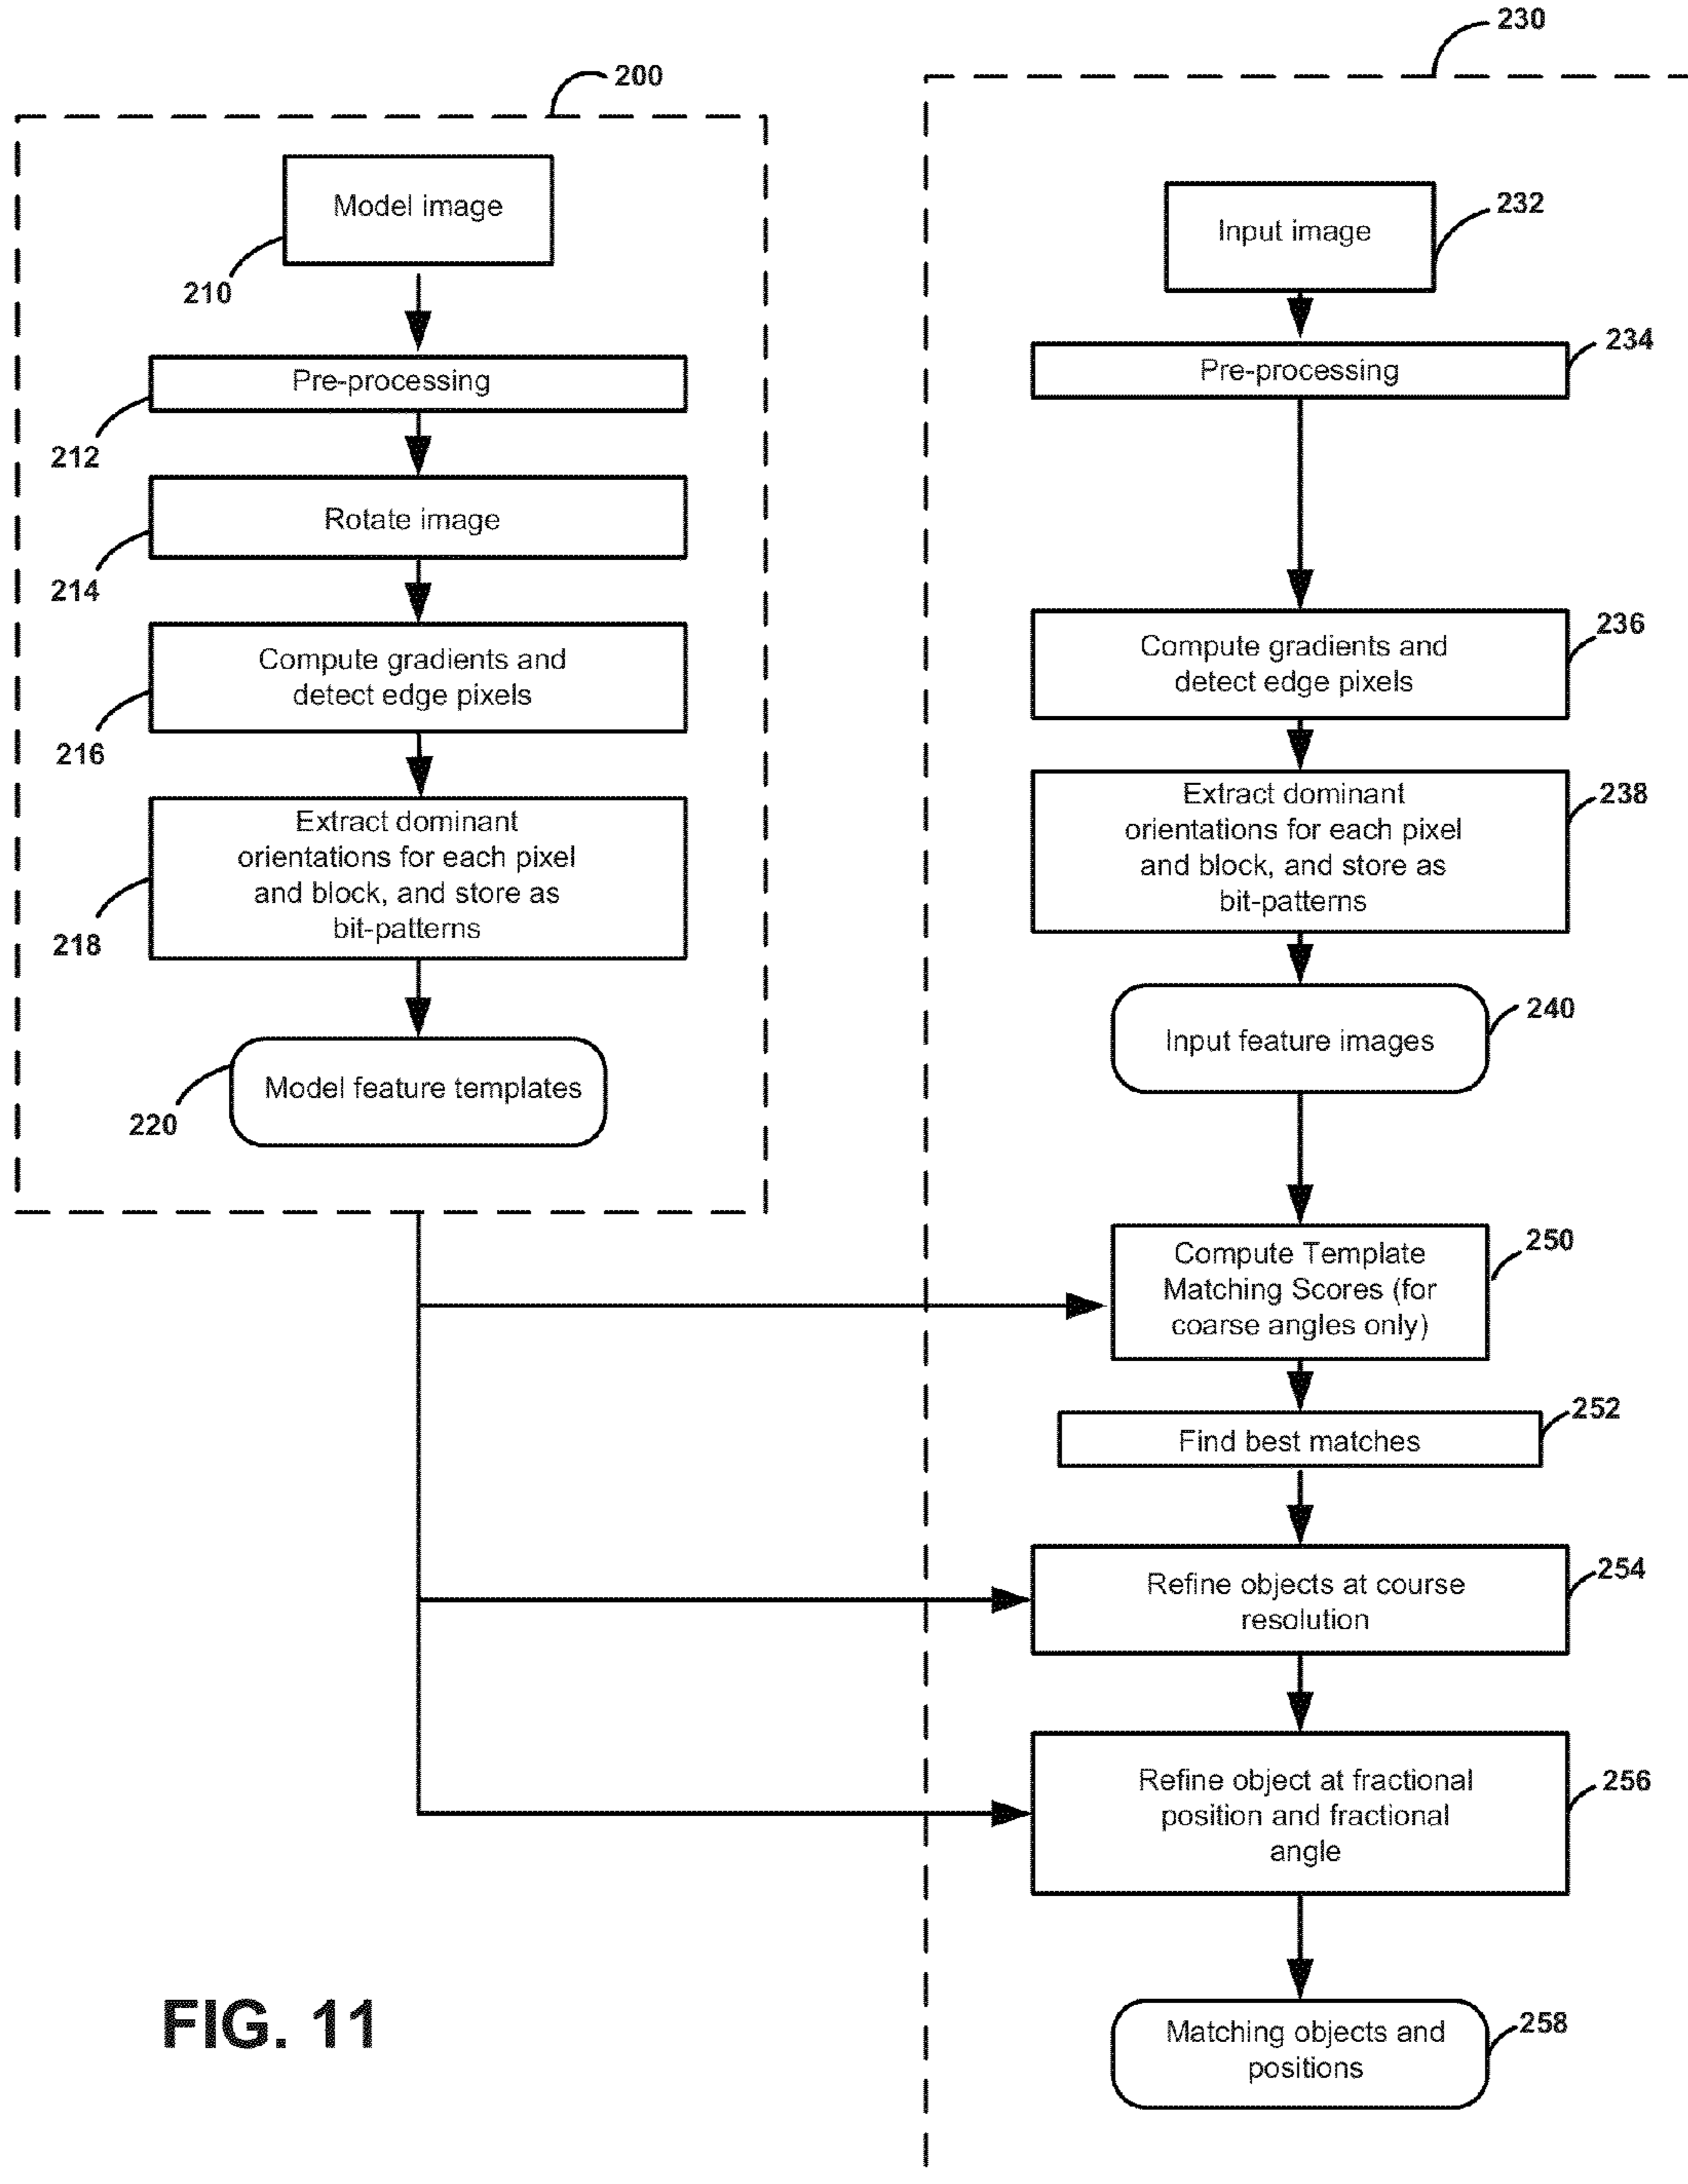 200
Model image
210
Pre-processing
212
Rotate image
214
Compute gradients and
detect edge pixels
216
Extract dominant
orientations for each pixel
and block, and store as
bit-patterns
218
Model feature templates
220
230
Input image
232
Pre-processing
234
Compute gradients and
detect edge pixels
236
Extract dominant
orientations for each pixel
and block, and store as
bit-patterns
238
Input feature images
240
Compute Template
Matching Scores (for
coarse angles only)
250
Find best matches
252
Refine objects at course
resolution
254
Refine object at fractional
position and fractional
angle
256
Matching objects and
positions
258
FIG. 11